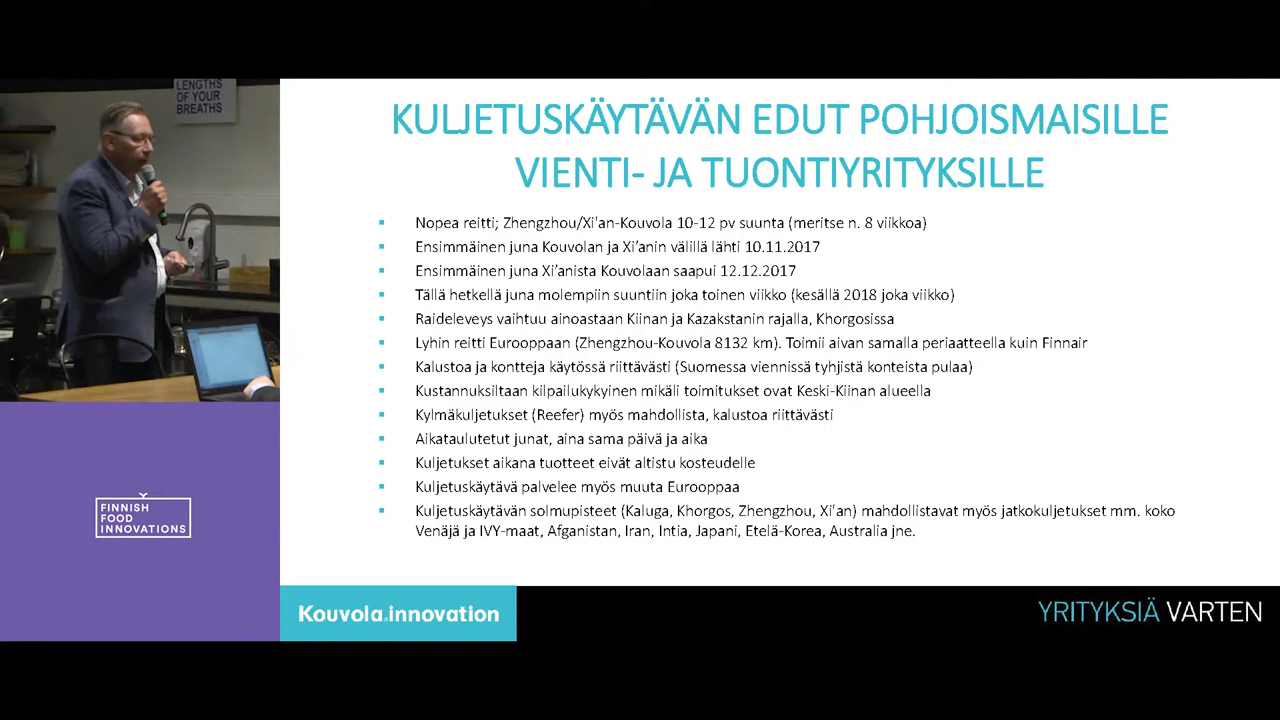 LENGTHS
OF YOUR
BREATHS
KULJETUSKÄYTÄVÄN EDUT POHJOISMAISILLE
VIENTI- JA TUONTIYRITYKSILLE
▪ Nopea reitti; Zhengzhou/Xi'an-Kouvola 10-12 pv suunta (meritse n. 8 viikkoa)
▪ Ensimmäinen juna Kouvolan ja Xi'anin välillä lähti 10.11.2017
▪ Ensimmäinen juna Xi'anista Kouvolaan saapui 12.12.2017
▪ Tällä hetkellä juna molempiin suuntiin joka toinen viikko (kesällä 2018 joka viikko)
▪ Raideleveys vaihtuu ainoastaan Kiinan ja Kazakstanin rajalla, Khorgosissa
▪ Lyhin reitti Eurooppaan (Zhengzhou-Kouvola 8132 km). Toimii aivan samalla periaatteella kuin Finnair
▪ Kalustoa ja kontteja käytössä riittävästi (Suomessa viennissä tyhjistä konteista pulaa)
▪ Kustannuksiltaan kilpailukykyinen mikäli toimitukset ovat Keski-Kiinan alueella
▪ Kylmäkuljetukset (Reefer) myös mahdollista, kalustoa riittävästi
▪ Aikataulutetut junat, aina sama päivä ja aika
▪ Kuljetukset aikana tuotteet eivät altistu kosteudelle
▪ Kuljetuskäytävä palvelee myös muuta Eurooppaa
▪ Kuljetuskäytävän solmupisteet (Kaluga, Khorgos, Zhengzhou, Xi'an) mahdollistavat myös jatkokuljetukset mm. koko
Venäjä ja IVY-maat, Afganistan, Iran, Intia, Japani, Etelä-Korea, Australia jne.
FINNISH
FOOD
INNOVATIONS
Kouvola.innovation
YRITYKSIÄ VARTEN